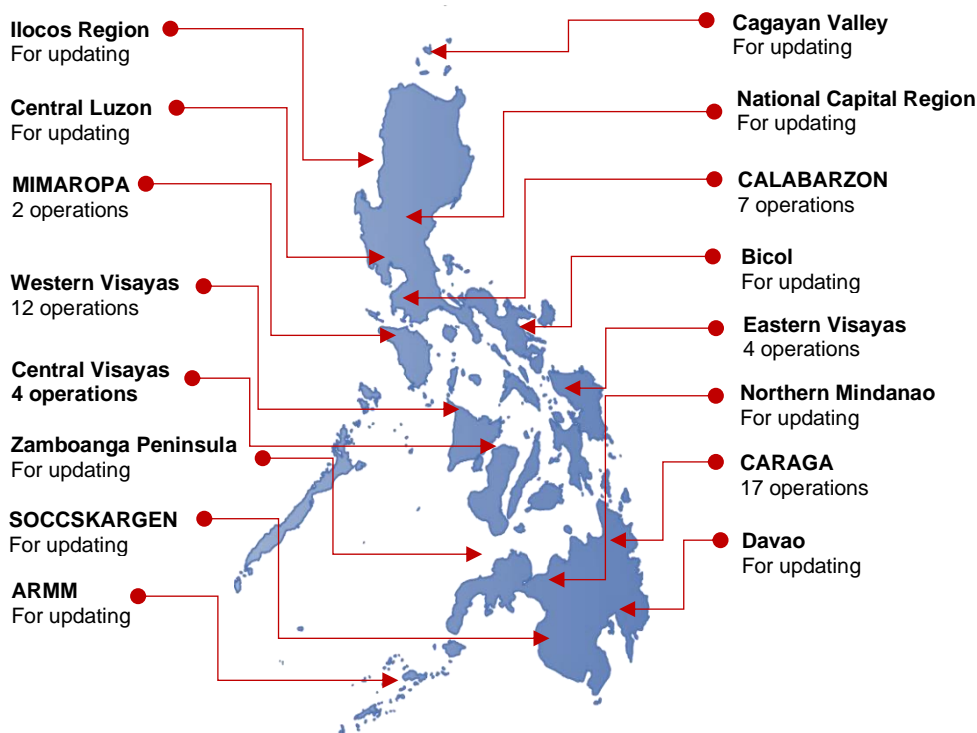 Ilocos Region
For updating
Central Luzon
For updating
MIMAROPA
2 operations
Western Visayas
12 operations
Central Visayas
4 operations
Zamboanga Peninsula
For updating
SOCCSKARGEN
For updating
ARMM
For updating
Cagayan Valley
For updating
National Capital Region
For updating
CALABARZON
7 operations
Bicol
For updating
Eastern Visayas
4 operations
Northern Mindanao
For updating
CARAGA
17 operations
Davao
For updating